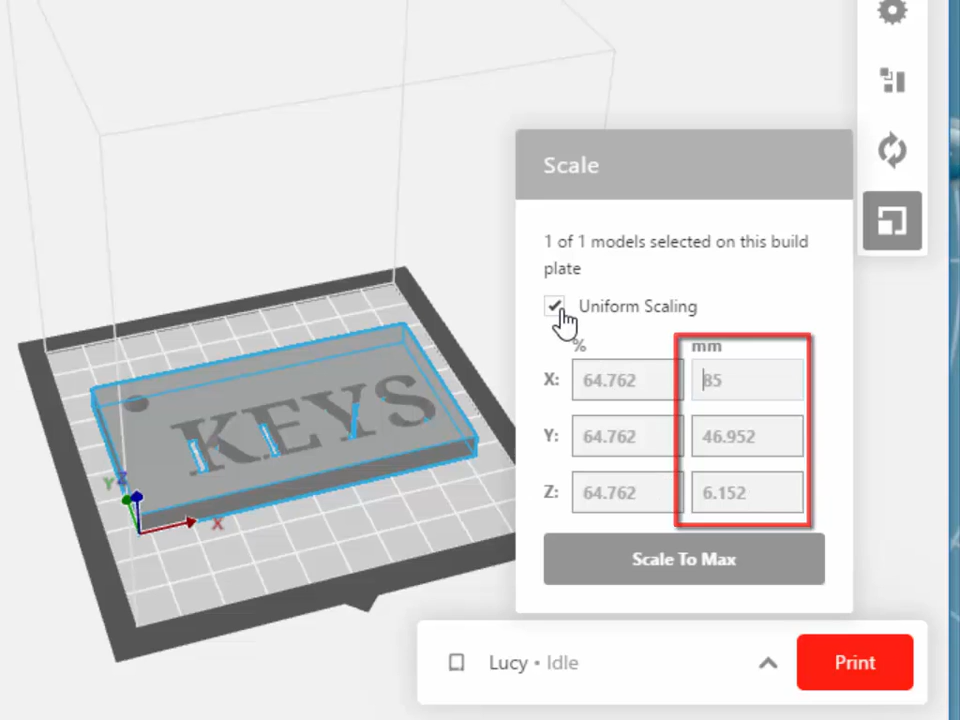 Scale
1 of 1 models selected on this build
plate
Uniform Scaling
% mm
X: 64.762 85
Y: 64.762 46.952
Z: 64.762 6.152
Scale To Max
KEYS
Y Z
X
Lucy • Idle
Print